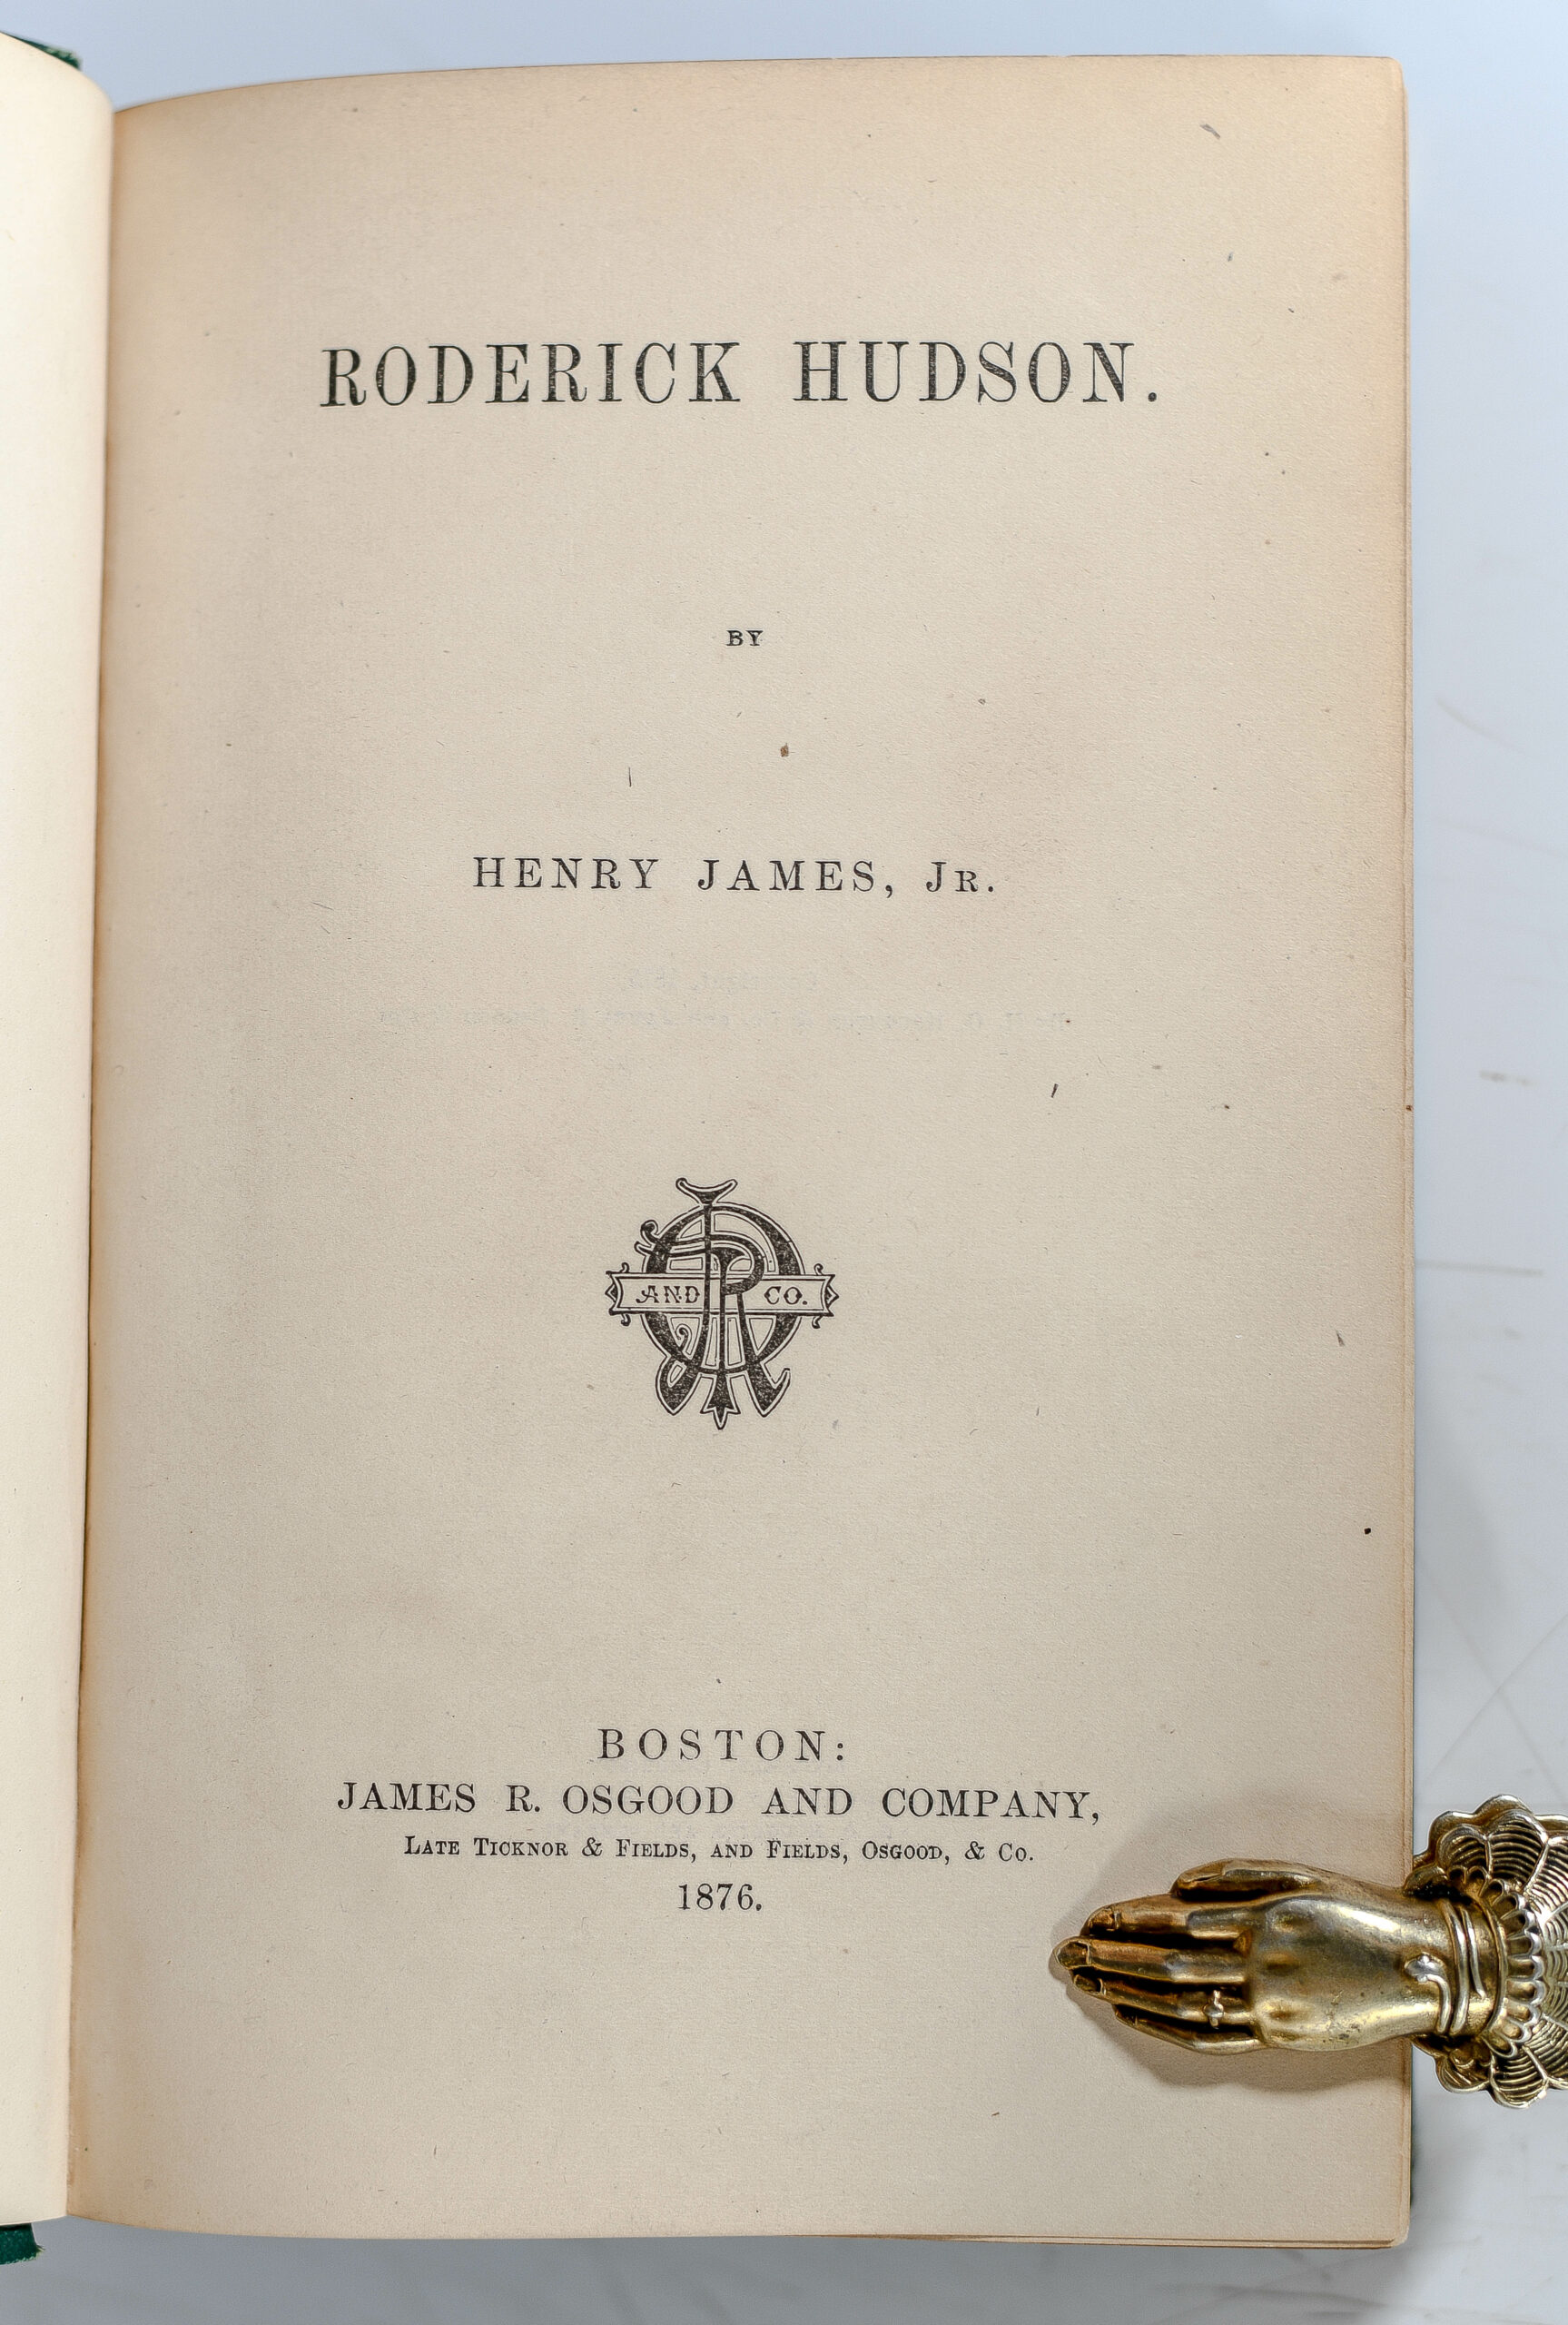 RODERICK HUDSON.
BY
HENRY JAMES, JR.
AND CO.
BOSTON:
JAMES R. OSGOOD AND COMPANY,
LATE TICKNOR & FIELDS, AND FIELDS, OSGOOD, & CO.
1876.